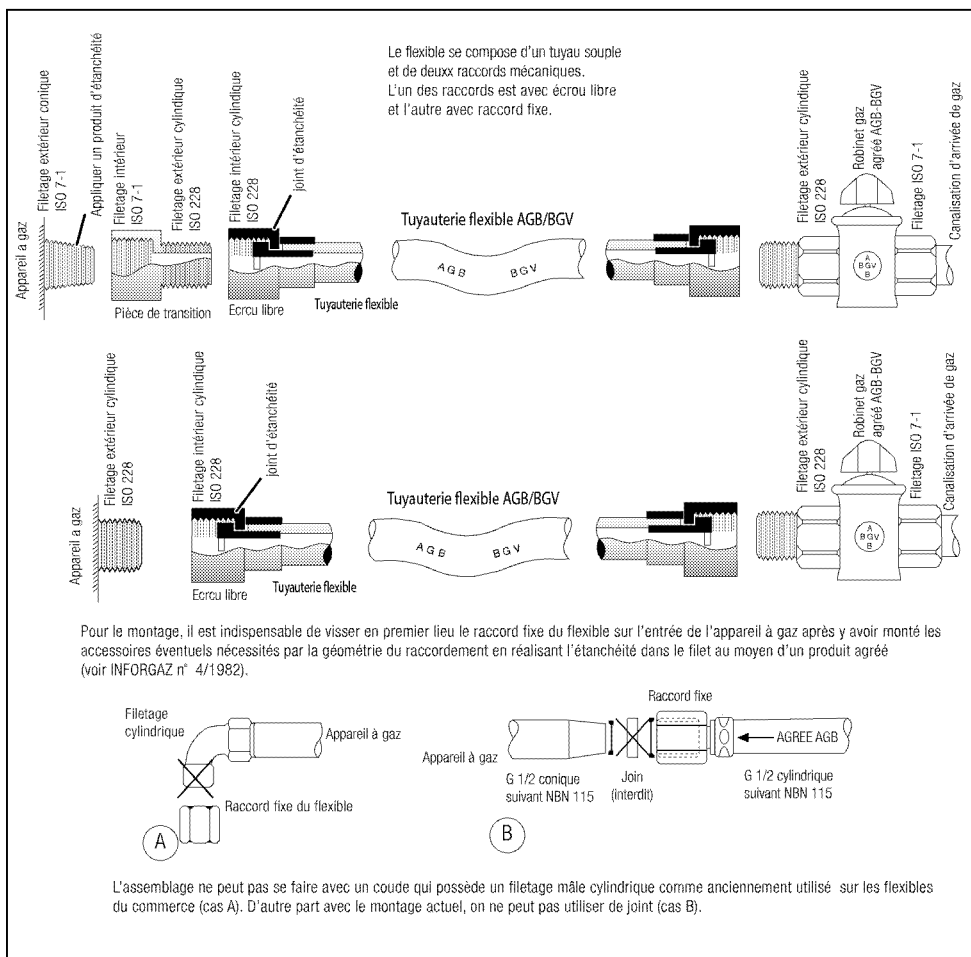 Le flexible se compose d'un tuyau souple
et de deuxx raccords mécaniques.
L'un des raccords est avec écrou libre
et l'autre avec raccord fixe.
Appareil a gaz
Filetage extérieur conique
ISO 7-1
Appliquer un produit d'étanchéité
Filetage intérieur
ISO 7-1
Filetage extérieur cylindique
ISO 228
Filetage intérieur cylindique
ISO 228
joint d'étanchéité
Tuyauterie flexible AGB/BGV
AGB BGV
Filetage extérieur cylindique
ISO 228
Robinet gaz
agréé AGB-BGV
Filetage ISO 7-1
Canalisation d'arrivée de gaz
A
BGV
B
Pièce de transition
Ecrcu libre
Tuyauterie flexible
Appareil a gaz
Filetage extérieur cylindique
ISO 228
Filetage intérieur cylindique
ISO 228
joint d'étanchéité
Tuyauterie flexible AGB/BGV
AGB BGV
Filetage extérieur cylindique
ISO 228
Robinet gaz
agréé AGB-BGV
Filetage ISO 7-1
Canalisation d'arrivée de gaz
A
BGV
B
Ecrcu libre
Tuyauterie flexible
Pour le montage, il est indispensable de visser en premier lieu le raccord fixe du flexible sur l'entrée de l'appareil à gaz après y avoir monté les
accessoires éventuels nécessités par la géométrie du raccordement en réalisant l'étanchéité dans le filet au moyen d'un produit agréé
(voir INFORGAZ n° 4/1982).
Filetage
cylindrique
Appareil à gaz
Raccord fixe du flexible
A
Raccord fixe
AGREE AGB
Appareil à gaz
G 1/2 conique
suivant NBN 115
Join
(interdit)
G 1/2 cylindrique
suivant NBN 115
B
L'assemblage ne peut pas se faire avec un coude qui possède un filetage mâle cylindrique comme anciennement utilisé sur les flexibles
du commerce (cas A). D'autre part avec le montage actuel, on ne peut pas utiliser de joint (cas B).